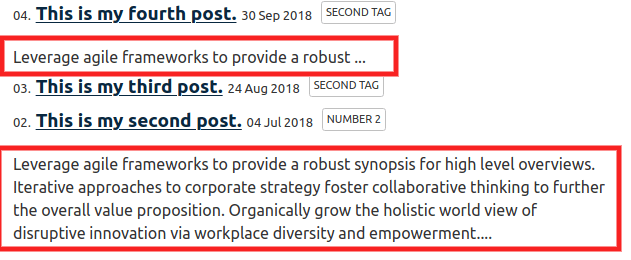 04. This is my fourth post. 30 Sep 2018 SECOND TAG
Leverage agile frameworks to provide a robust ...
03. This is my third post. 24 Aug 2018 SECOND TAG
02. This is my second post. 04 Jul 2018 NUMBER 2
Leverage agile frameworks to provide a robust synopsis for high level overviews.
Iterative approaches to corporate strategy foster collaborative thinking to further
the overall value proposition. Organically grow the holistic world view of
disruptive innovation via workplace diversity and empowerment....